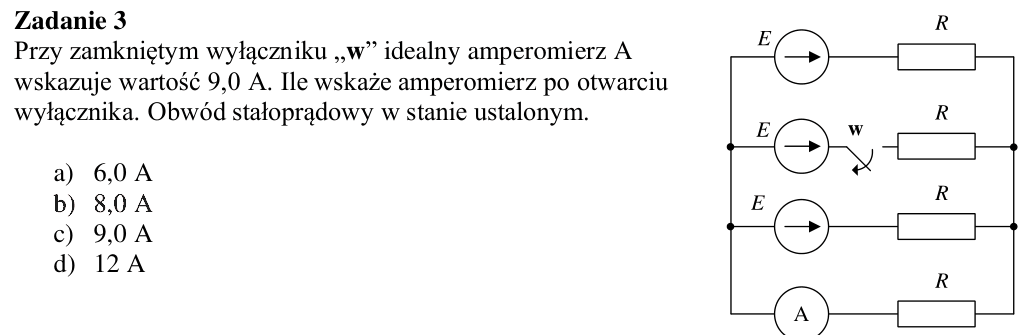 Zadanie 3
Przy zamkniętym wyłączniku „w” idealny amperomierz A
wskazuje wartość 9,0 A. Ile wskaże amperomierz po otwarciu
wyłącznika. Obwód stałoprądowy w stanie ustalonym.
a) 6,0 A
b) 8,0 A
c) 9,0 A
d) 12 A
E R
E w R
E R
A R